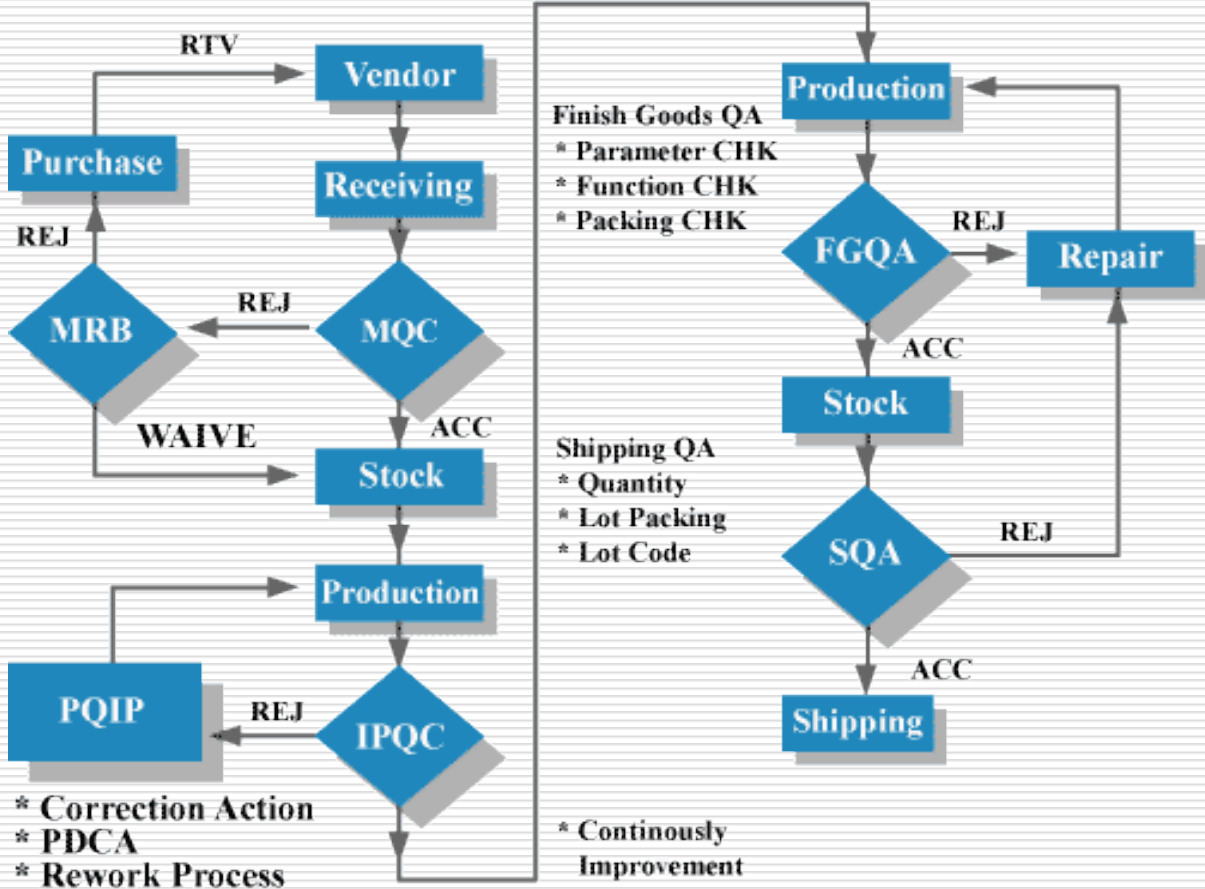 RTV
Vendor
Purchase
Receiving
REJ
MRB
REJ
MQC
WAIVE
ACC
Stock
Production
PQIP
REJ
IPQC
* Correction Action
* PDCA
* Rework Process
Production
Finish Goods QA
* Parameter CHK
* Function CHK
* Packing CHK
FGQA
REJ
Repair
ACC
Stock
Shipping QA
* Quantity
* Lot Packing
* Lot Code
SQA
REJ
ACC
Shipping
* Continously
Improvement